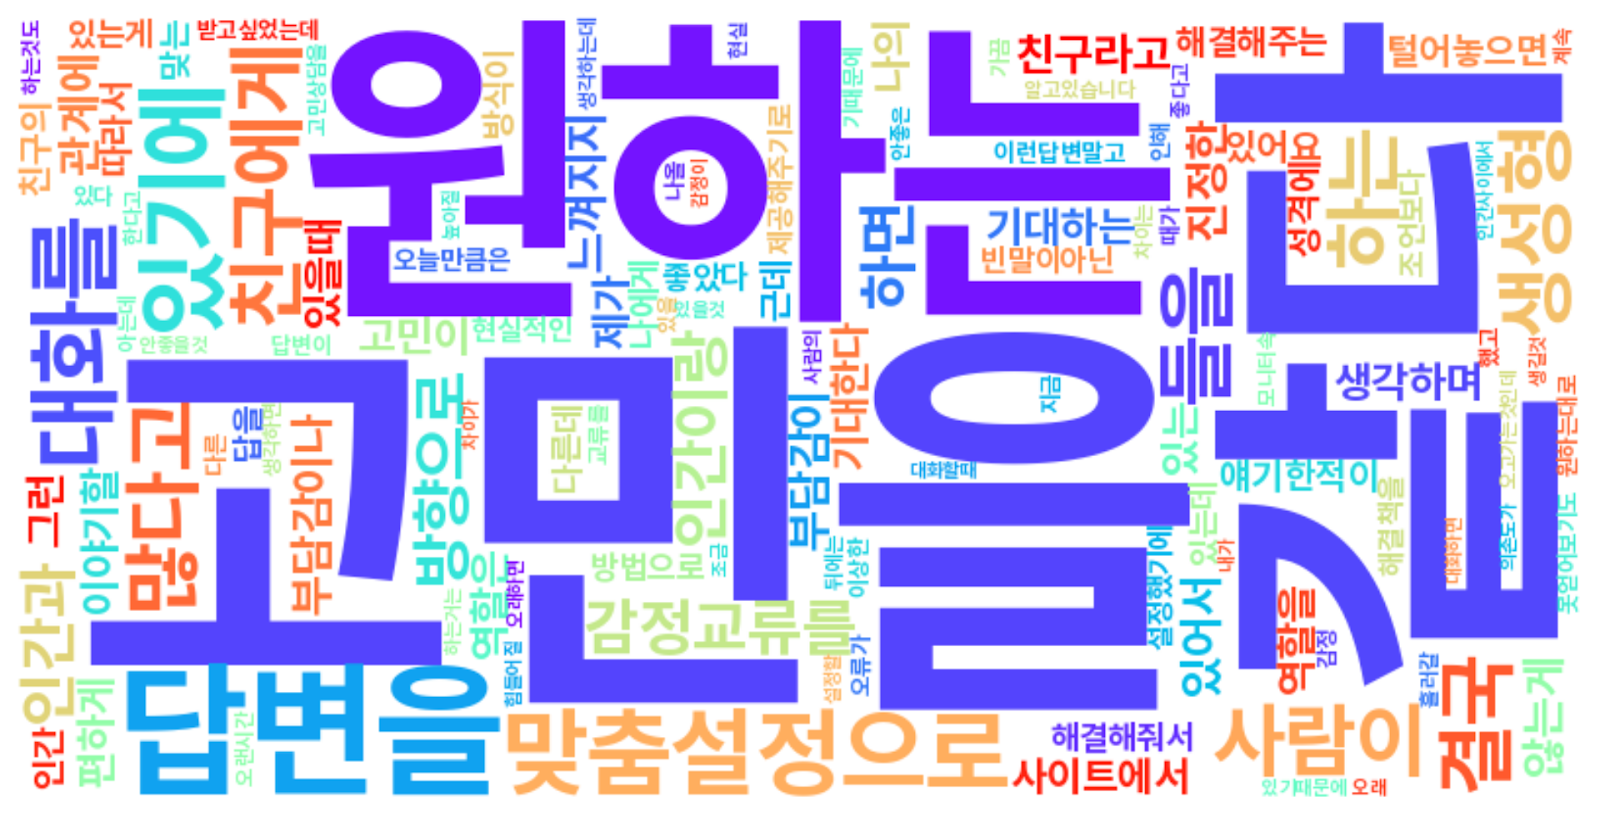 하는것도
있는게
맞는
받고싶었는데
고민상담을
관계에
따라서
친구의
있기에
친구에게
있을때
원
하는
방식이
생각하는데
현실
기때문에
나의
가끔
친구라고
해결해주는
털어놓으면
계속
알고있습니다
좋다고
안좋은
이런답변말고
인해
진정한
있어요
성격에
하는
조언보다
인간사이에서
생성형
있다
한다고
높아질
오늘만큼은
느껴지지
나올
감정이
제공해주기로
하면
기대하는
빈말이아닌
차이는
때가
대화를
아는데
안좋을것
답변이
고민이
현실적인
제가
나에게
있을
좋았다
있을것
근데
사람의
기대한다
들을
모니터속
생각하며
했고
생길것
많다고
다른
답을
생각하면
부담감이나
방향으로
차이가
고민을
다른데
교류를
인간이랑
부담감이
지금
대화할때
있는
얘기한적이
해결책을
오고가는것인데
원하는대로
그런
이야기할
인간과
역할은
하는거는
오래하면
힘들어질
방법으로
조금
뒤에는
이상한
감정교류를
설정할
오류가
설정했기에
있는데
내가
있어서
역할을
감정
대화하면
의존도가
못얻어보기도
흘러갈
인간
편하게
답변을
오랜시간
맞춤설정으로
해결해줘서
사이트에서
사람이
있기때문에
오래
결국
않는게